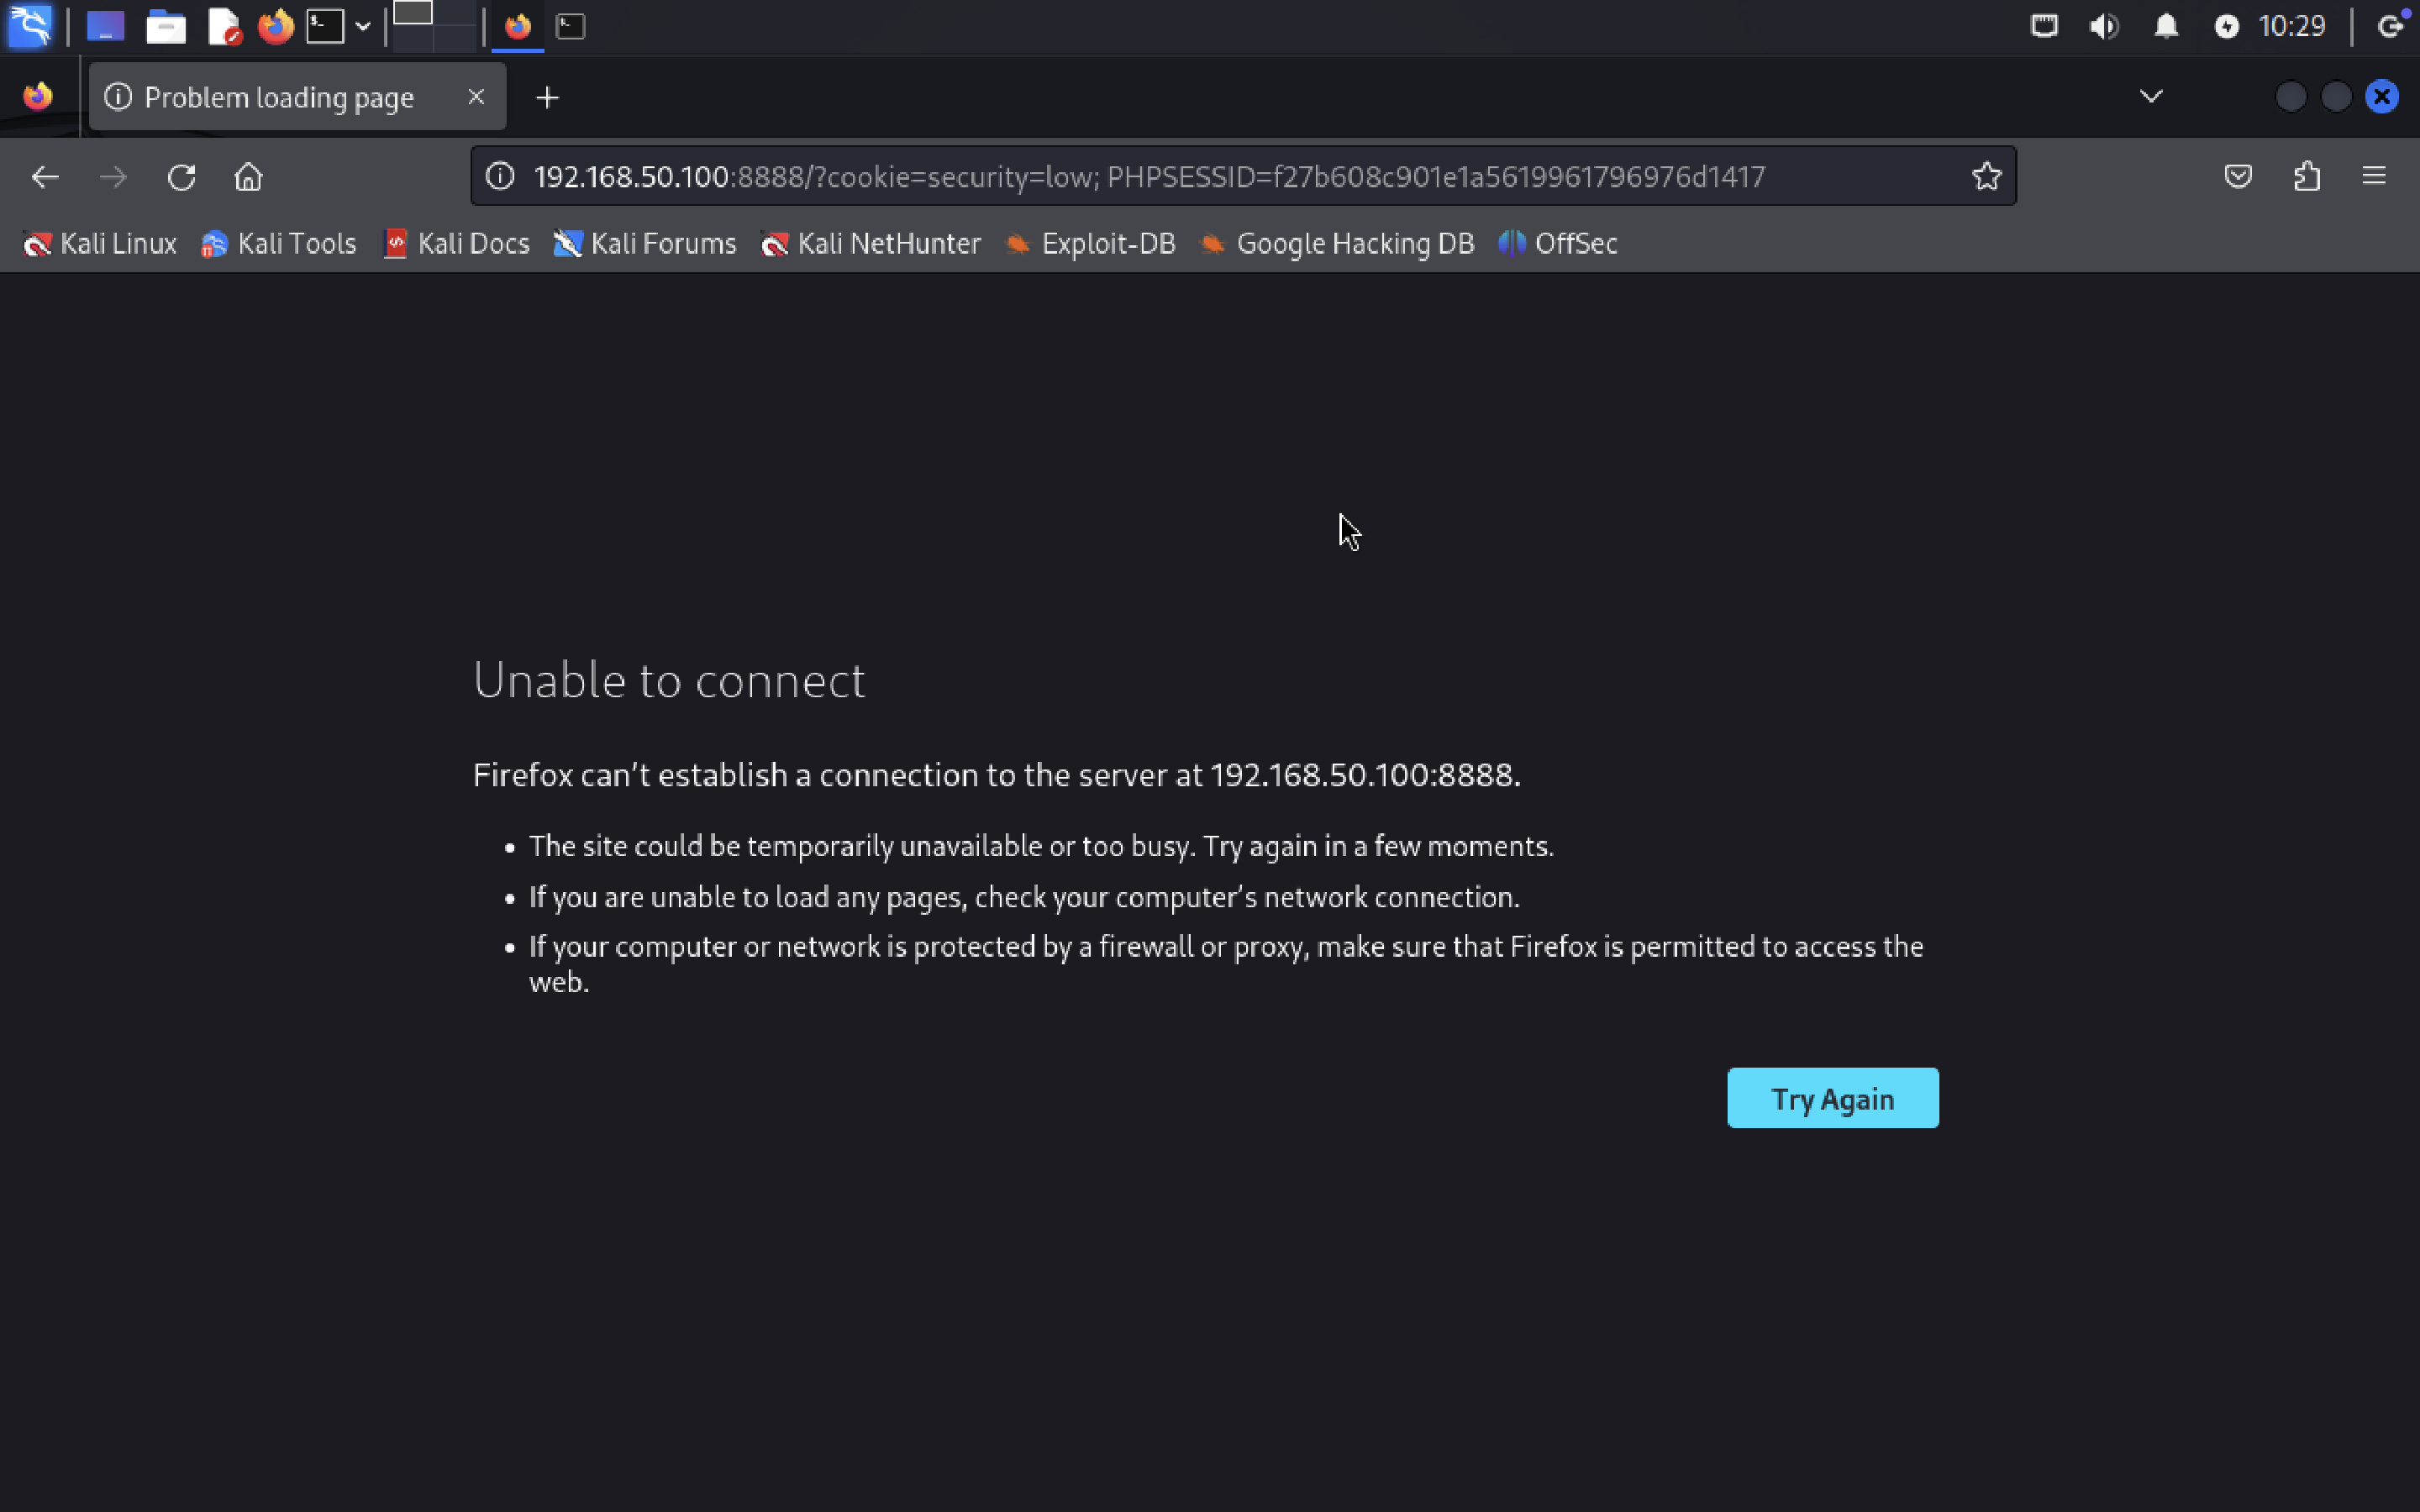 10:29
Problem loading page
192.168.50.100:8888/?cookie=security=low; PHPSESSID=f27b608c901e1a5619961796976d1417
Kali Linux Kali Tools Kali Docs Kali Forums Kali NetHunter Exploit-DB Google Hacking DB OffSec
Unable to connect
Firefox can’t establish a connection to the server at 192.168.50.100:8888.
• The site could be temporarily unavailable or too busy. Try again in a few moments.
• If you are unable to load any pages, check your computer’s network connection.
• If your computer or network is protected by a firewall or proxy, make sure that Firefox is permitted to access the
web.
Try Again